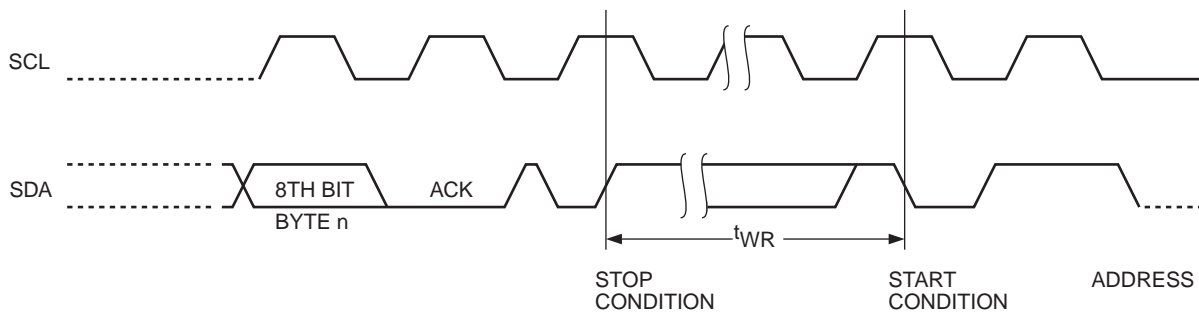 SCL
SDA
8TH BIT
ACK
BYTE n
tWR
STOP
CONDITION
START
CONDITION
ADDRESS